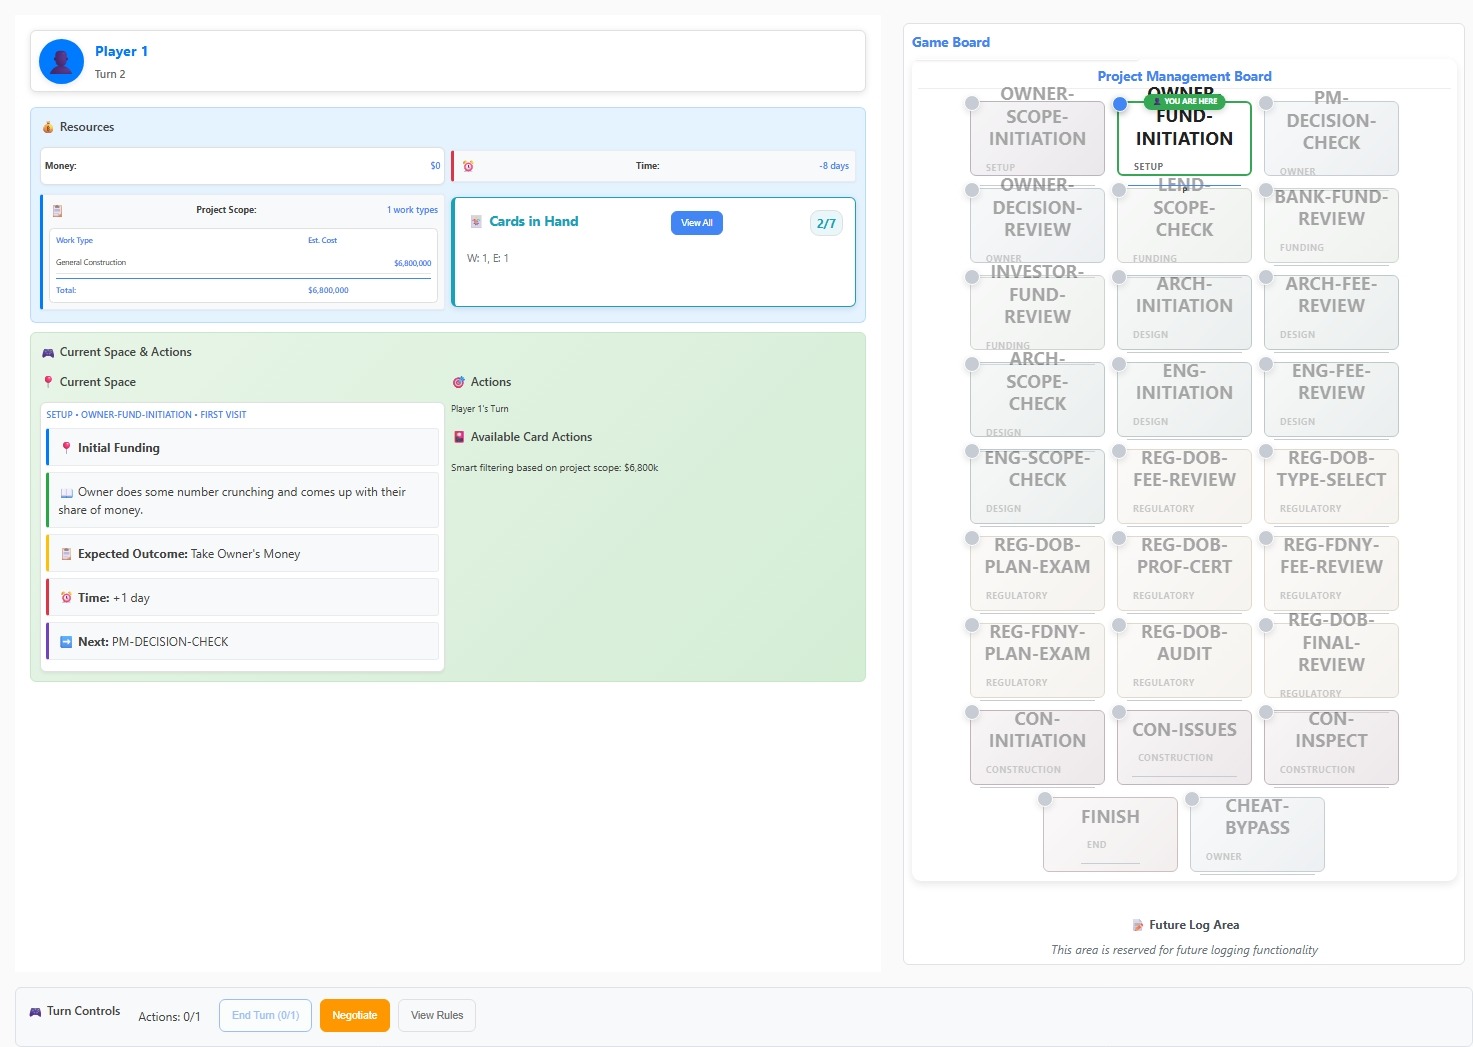 Player 1
Turn 2
Resources
Money: $0
Time: -8 days
Project Scope: 1 work types
Work Type Est. Cost
General Construction $6,800,000
Total: $6,800,000
Cards in Hand View All 2/7
W: 1, E: 1
Current Space & Actions
Current Space
SETUP • OWNER-FUND-INITIATION • FIRST VISIT
Initial Funding
Owner does some number crunching and comes up with their
share of money.
Expected Outcome: Take Owner's Money
Time: +1 day
Next: PM-DECISION-CHECK
Actions
Player 1's Turn
Available Card Actions
Smart filtering based on project scope: $6,800k
Game Board
Project Management Board
OWNER-
SCOPE-
INITIATION
SETUP
YOU ARE HERE
OWNER-
FUND-
INITIATION
SETUP
PM-
DECISION-
CHECK
OWNER
OWNER-
DECISION-
REVIEW
OWNER
LEND-
SCOPE-
CHECK
FUNDING
BANK-FUND-
REVIEW
FUNDING
INVESTOR-
FUND-
REVIEW
FUNDING
ARCH-
INITIATION
DESIGN
ARCH-FEE-
REVIEW
DESIGN
ARCH-
SCOPE-
CHECK
DESIGN
ENG-
INITIATION
DESIGN
ENG-FEE-
REVIEW
DESIGN
ENG-SCOPE-
CHECK
DESIGN
REG-DOB-
FEE-REVIEW
REGULATORY
REG-DOB-
TYPE-SELECT
REGULATORY
REG-DOB-
PLAN-EXAM
REGULATORY
REG-DOB-
PROF-CERT
REGULATORY
REG-FDNY-
FEE-REVIEW
REGULATORY
REG-FDNY-
PLAN-EXAM
REGULATORY
REG-DOB-
AUDIT
REGULATORY
REG-DOB-
FINAL-
REVIEW
REGULATORY
CON-
INITIATION
CONSTRUCTION
CON-ISSUES
CONSTRUCTION
CON-
INSPECT
CONSTRUCTION
FINISH
END
CHEAT-
BYPASS
OWNER
Future Log Area
This area is reserved for future logging functionality
Turn Controls Actions: 0/1 End Turn (0/1) Negotiate View Rules